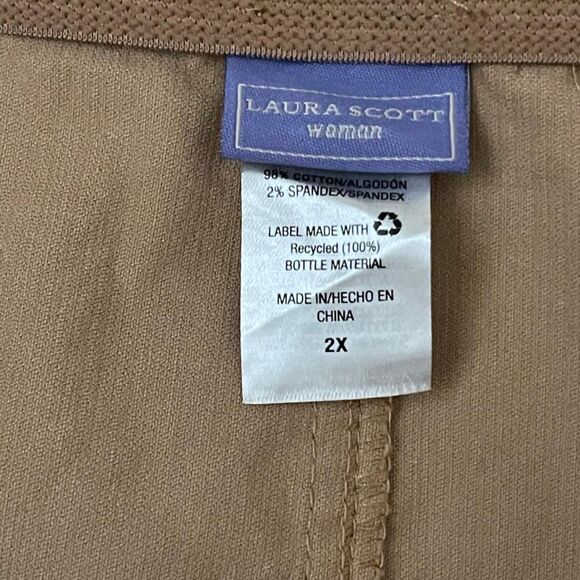 LAURA SCOTT
woman
98% COTTON/ALGODÓN
2% SPANDEX/SPANDEX
LABEL MADE WITH
Recycled (100%)
BOTTLE MATERIAL
MADE IN/HECHO EN
CHINA
2X